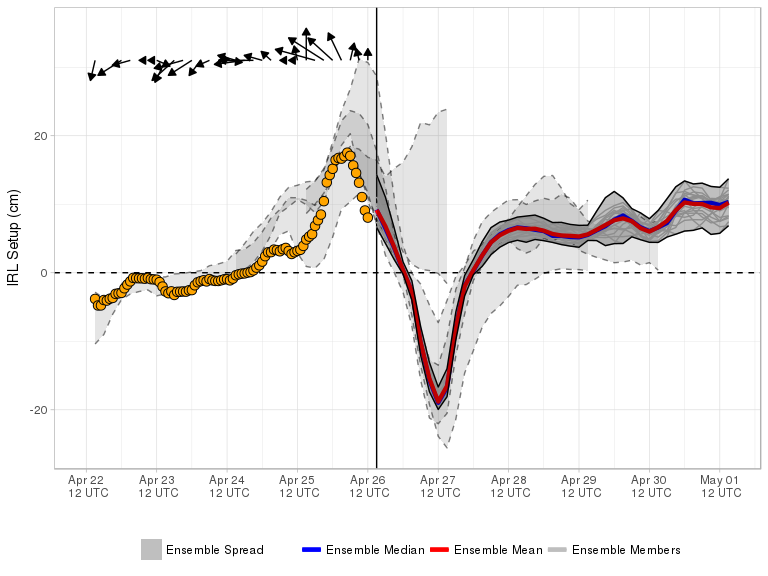 IRL Setup (cm)
20
0
-20
Apr 22 Apr 23 Apr 24 Apr 25 Apr 26 Apr 27 Apr 28 Apr 29 Apr 30 May 01
12 UTC 12 UTC 12 UTC 12 UTC 12 UTC 12 UTC 12 UTC 12 UTC 12 UTC 12 UTC
Ensemble Spread Ensemble Median Ensemble Mean Ensemble Members